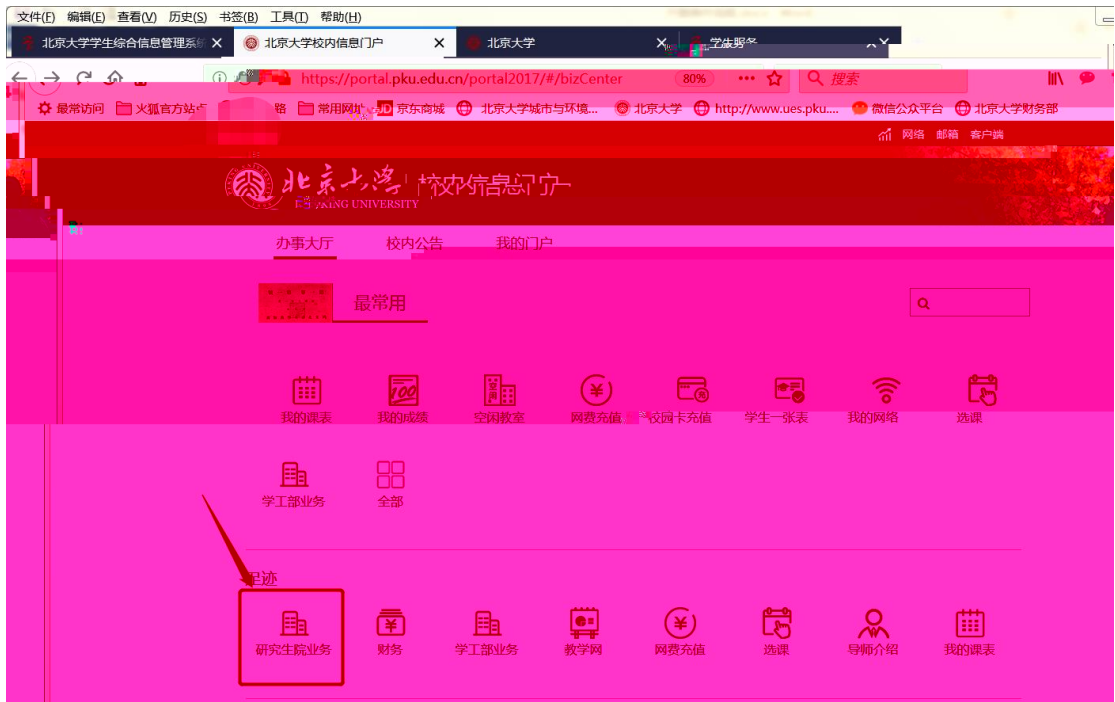 文件(F) 编辑(E) 查看(V) 历史(S) 书签(B) 工具(T) 帮助(H)
北京大学学生综合信息管理系统 北京大学校内信息门户 北京大学
https://portal.pku.edu.cn/portal2017/#/bizCenter 80% 搜索
最常访问 火狐官方站点 常用网址 JD 京东商城 北京大学城市与环境... 北京大学 http://www.ues.pku.... 微信公众平台 北京大学财务部
网络 邮箱 客户端
北京大学 校内信息门户
UNIVERSITY
办事大厅 校内公告 我的门户
最常用
我的课表 我的成绩 空闲教室 网费充值 校园卡充值 学生一张表 我的网络 选课
学工部业务 全部
足迹
研究生院业务 财务 学工部业务 教学网 网费充值 选课 导师介绍 我的课表